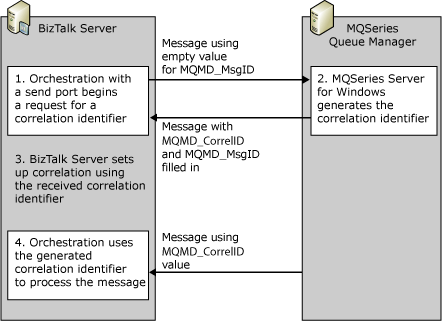 BizTalk Server
MQSeries
Queue Manager
Message using
empty value
for MQMD_MsgID
1. Orchestration with
a send port begins
a request for a
correlation identifier
2. MQSeries Server
for Windows
generates the
correlation identifier
Message with
MQMD_CorrelID
and MQMD_MsgID
filled in
3. BizTalk Server sets
up correlation using
the received correlation
identifier
4. Orchestration uses
the generated
correlation identifier
to process the message
Message using
MQMD_CorrelID
value